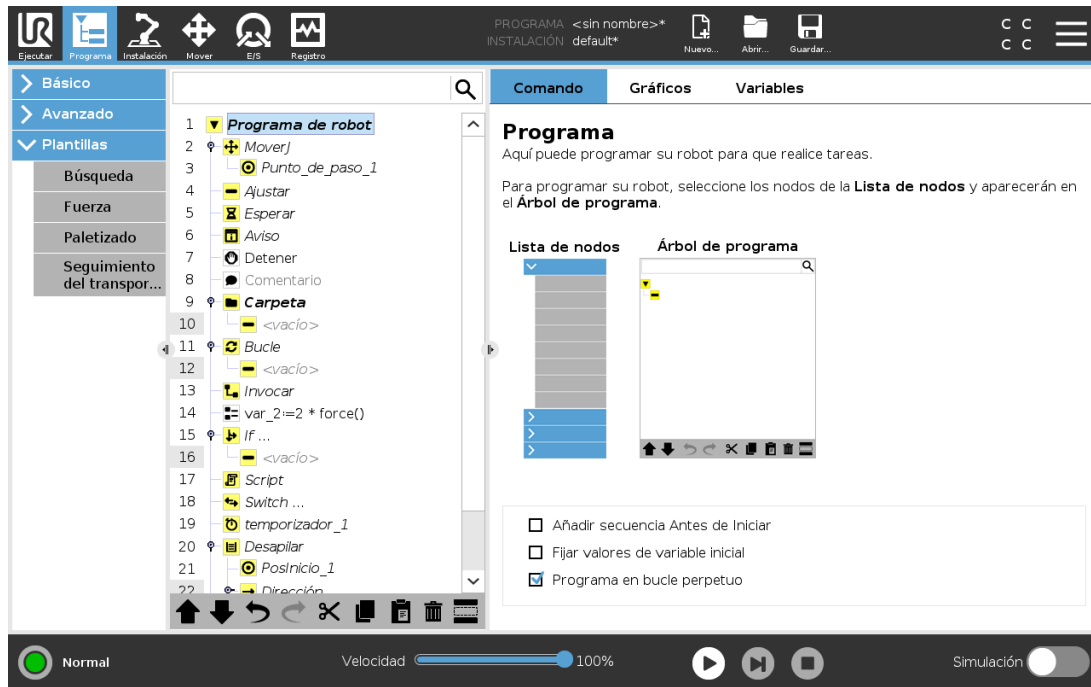 PROGRAMA <sin nombre>*
INSTALACIÓN default*
Ejecutar
Programa
Instalación
Mover
E/S
Registro
Nuevo...
Abrir...
Guardar...
C C
C C
Básico
Avanzado
Plantillas
Búsqueda
Fuerza
Paletizado
Seguimiento
del transpor...
1 Programa de robot
2 MoverJ
3 Punto_de_paso_1
4 Ajustar
5 Esperar
6 Aviso
7 Detener
8 Comentario
9 Carpeta
10 <vacío>
11 Bucle
12 <vacío>
13 Invocar
14 var_2:=2 * force()
15 If ...
16 <vacío>
17 Script
18 Switch ...
19 temporizador_1
20 Desapilar
21 PosInicio_1
22 Dirección
Comando
Gráficos
Variables
Programa
Aquí puede programar su robot para que realice tareas.
Para programar su robot, seleccione los nodos de la Lista de nodos y aparecerán en
el Árbol de programa.
Lista de nodos
Árbol de programa
Añadir secuencia Antes de Iniciar
Fijar valores de variable inicial
Programa en bucle perpetuo
Normal
Velocidad
100%
Simulación